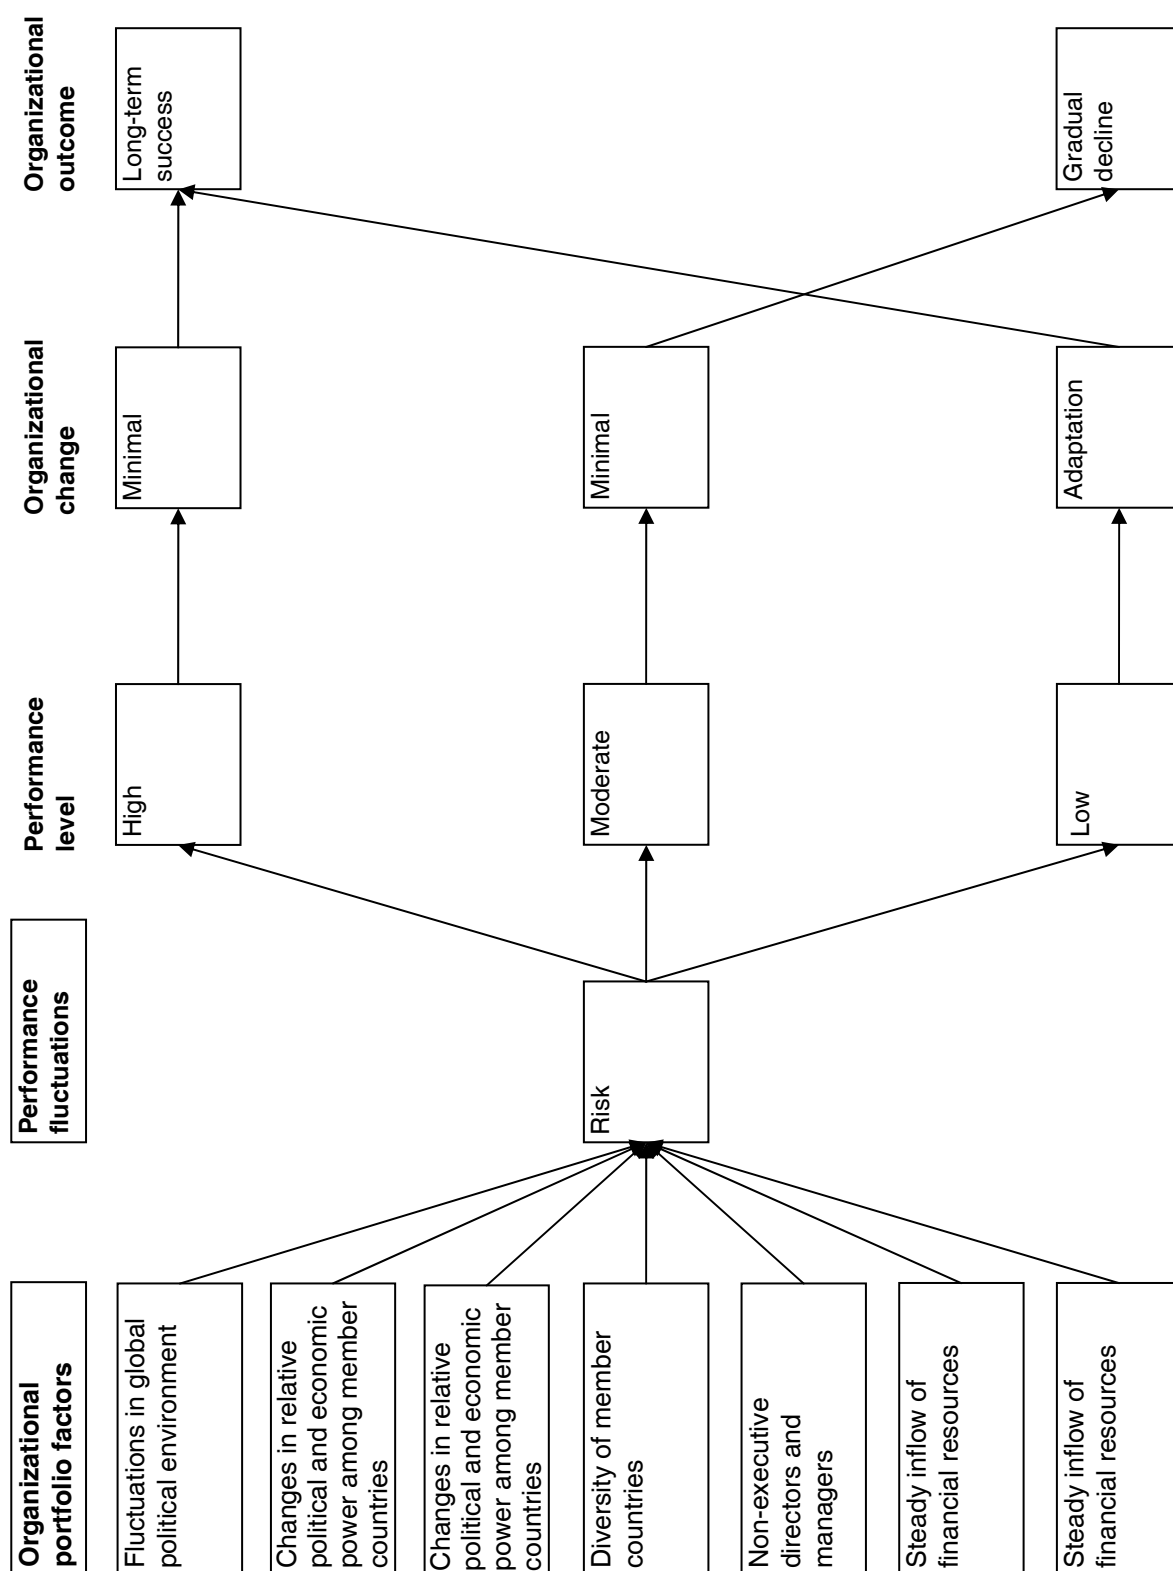 Organizational
portfolio factors
Performance
fluctuations
Performance
level
Organizational
change
Organizational
outcome
Fluctuations in global
political environment
Changes in relative
political and economic
power among member
countries
Changes in relative
political and economic
power among member
countries
Diversity of member
countries
Non-executive
directors and
managers
Steady inflow of
financial resources
Steady inflow of
financial resources
Risk
High
Moderate
Low
Minimal
Minimal
Adaptation
Long-term
success
Gradual
decline